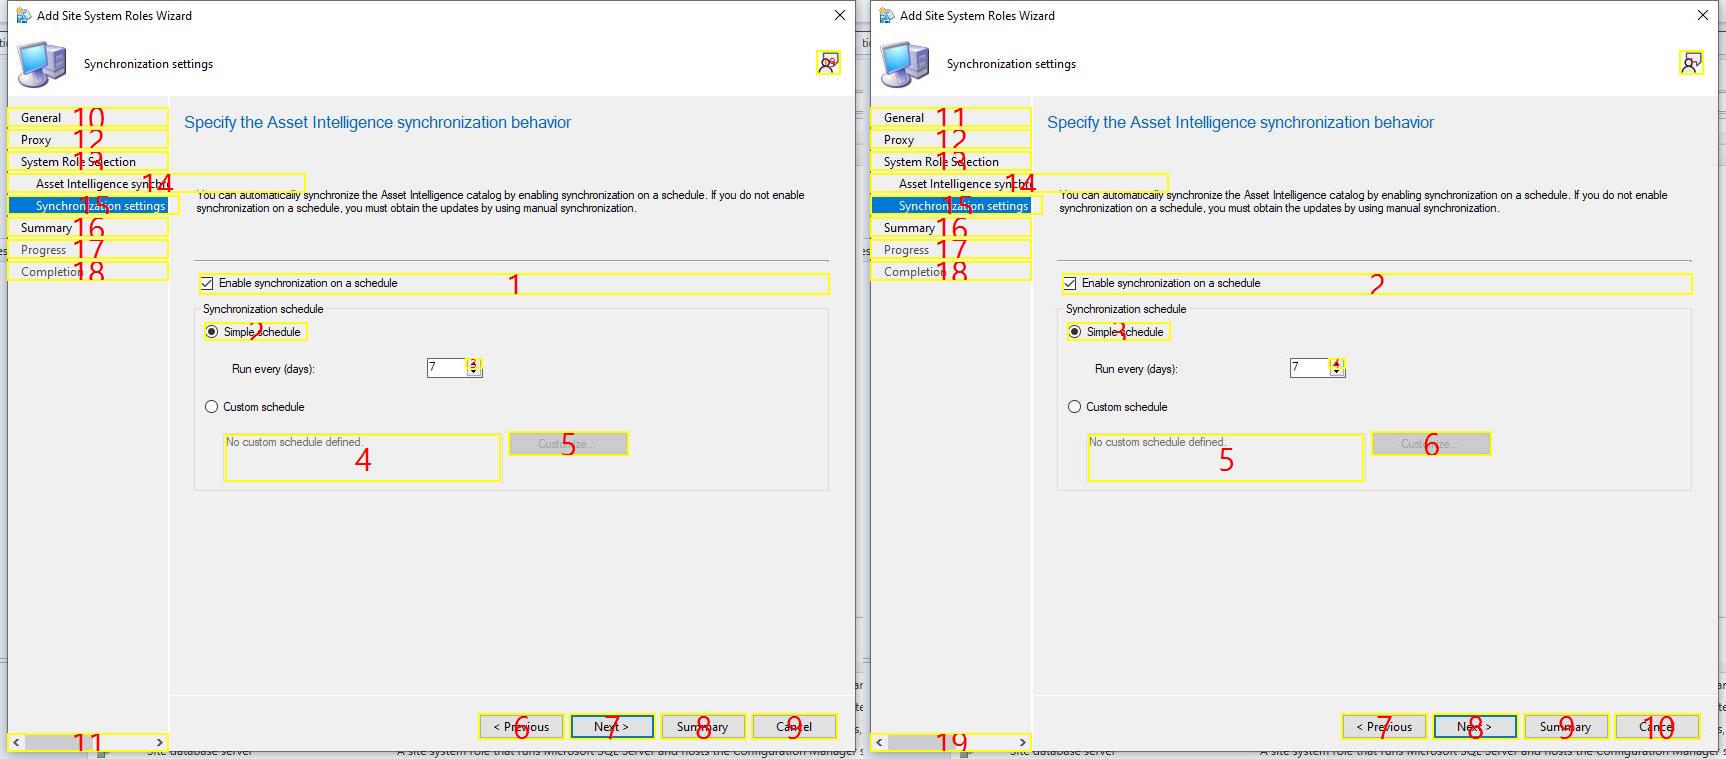 Add Site System Roles Wizard
Synchronization settings
19
General 10
Proxy 12
System Role Selection 13
Asset Intelligence synchr 14
Synchronization settings 15
Summary 16
Progress 17
Completion 18
11
Specify the Asset Intelligence synchronization behavior
You can automatically synchronize the Asset Intelligence catalog by enabling synchronization on a schedule. If you do not enable
synchronization on a schedule, you must obtain the updates by using manual synchronization.
Enable synchronization on a schedule 1
Synchronization schedule
Simple schedule 2
Run every (days): 7 3
Custom schedule
No custom schedule defined. 4
Customize... 5
< Previous 6 Next > 7 Summary 8 Cancel 9
Site database server A site system role that runs Microsoft SQL Server and hosts the Configuration Manager s
Add Site System Roles Wizard
Synchronization settings
1
General 11
Proxy 12
System Role Selection 13
Asset Intelligence synchr 14
Synchronization settings 15
Summary 16
Progress 17
Completion 18
19
Specify the Asset Intelligence synchronization behavior
You can automatically synchronize the Asset Intelligence catalog by enabling synchronization on a schedule. If you do not enable
synchronization on a schedule, you must obtain the updates by using manual synchronization.
Enable synchronization on a schedule 2
Synchronization schedule
Simple schedule 3
Run every (days): 7 4
Custom schedule
No custom schedule defined. 5
Customize... 6
< Previous 7 Next > 8 Summary 9 Cancel 10
Site database server A site system role that runs Microsoft SQL Server and hosts the Configuration Manager s